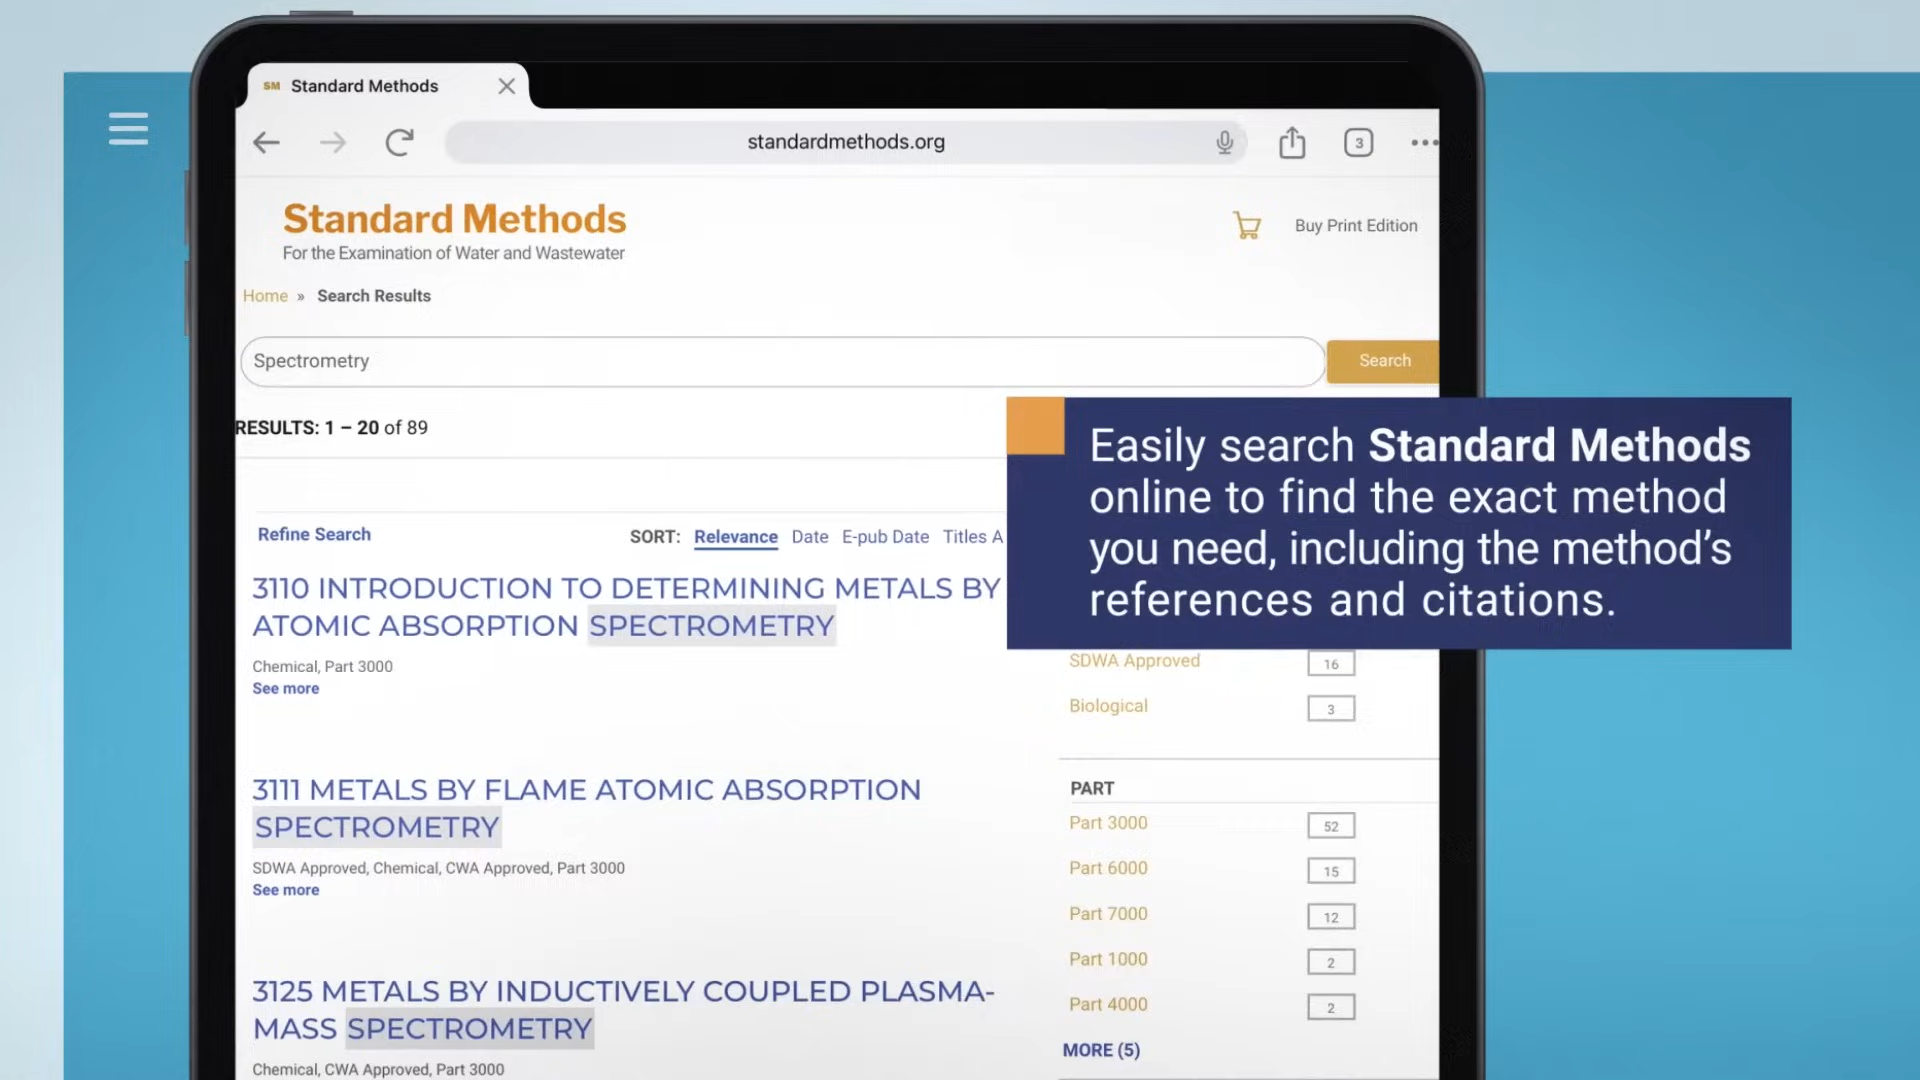 SM Standard Methods
standardmethods.org
3
Standard Methods
For the Examination of Water and Wastewater
Buy Print Edition
Home » Search Results
Spectrometry
Search
RESULTS: 1 – 20 of 89
Easily search Standard Methods
online to find the exact method
you need, including the method’s
references and citations.
Refine Search
SORT: Relevance Date E-pub Date Titles A
3110 INTRODUCTION TO DETERMINING METALS BY
ATOMIC ABSORPTION SPECTROMETRY
Chemical, Part 3000
See more
SDWA Approved 16
Biological 3
3111 METALS BY FLAME ATOMIC ABSORPTION
SPECTROMETRY
SDWA Approved, Chemical, CWA Approved, Part 3000
See more
PART
Part 3000 52
Part 6000 15
Part 7000 12
Part 1000 2
Part 4000 2
MORE (5)
3125 METALS BY INDUCTIVELY COUPLED PLASMA-
MASS SPECTROMETRY
Chemical, CWA Approved, Part 3000